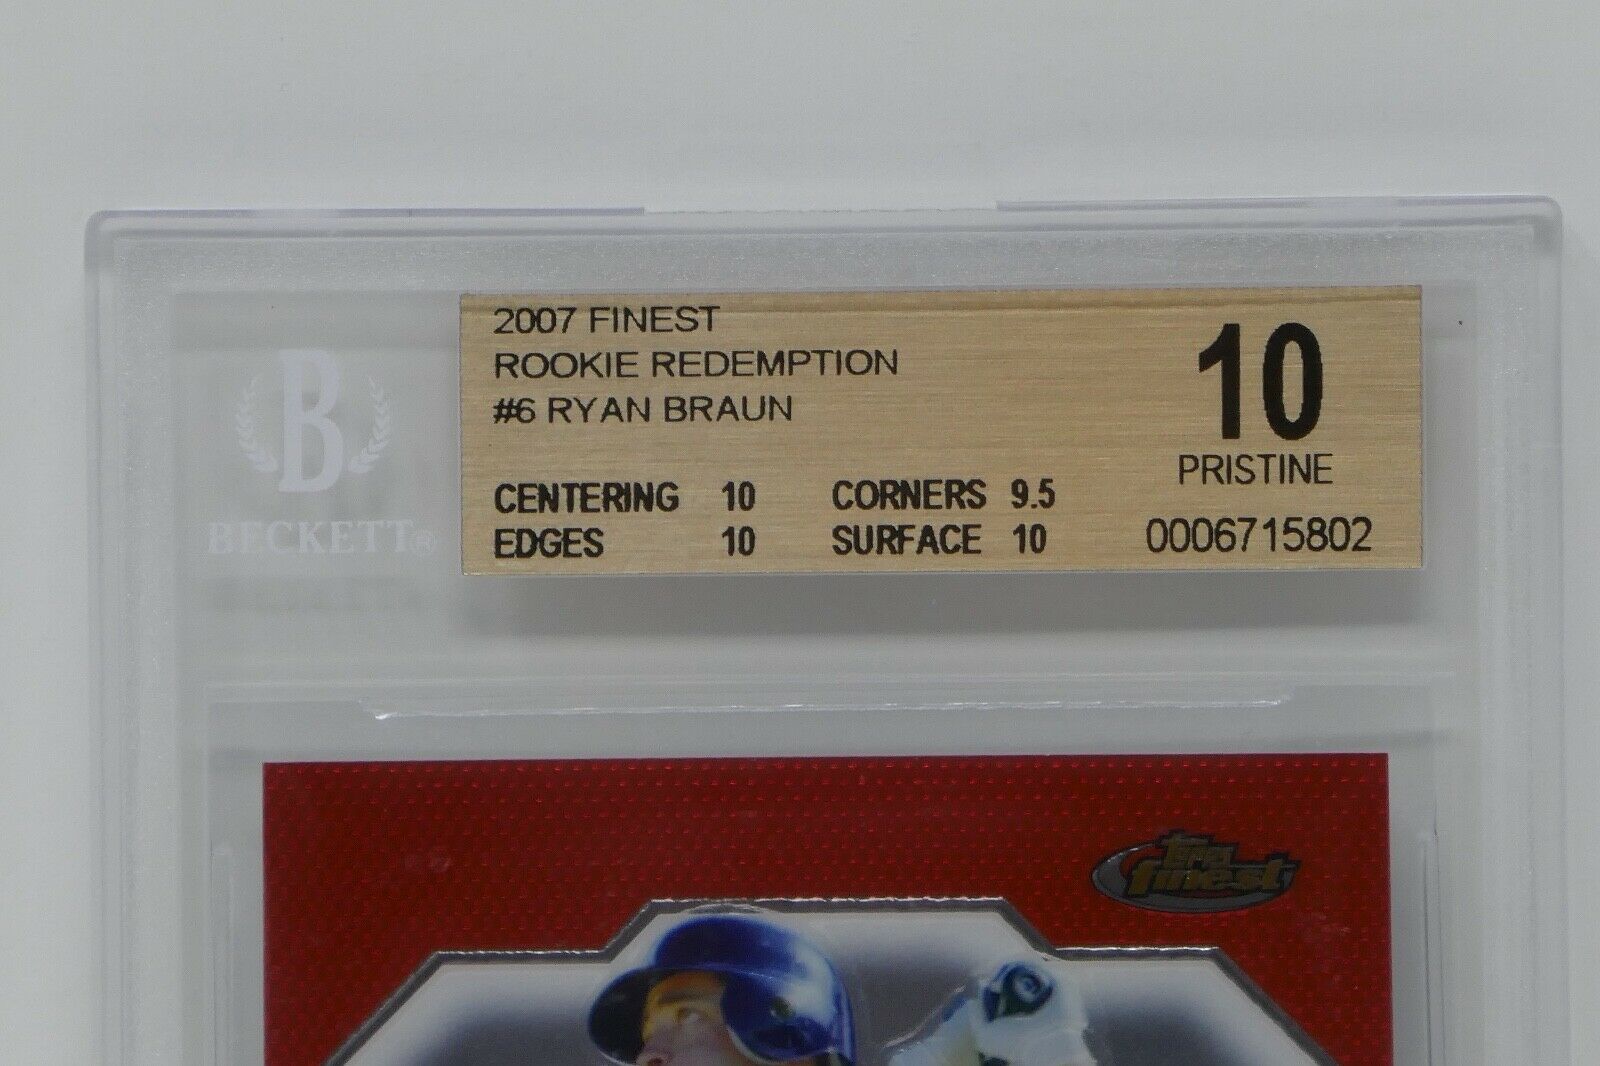 2007 FINEST
ROOKIE REDEMPTION
#6 RYAN BRAUN
10
PRISTINE
CENTERING 10 CORNERS 9.5
EDGES 10 SURFACE 10
0006715802
B
BECKETT®
finest